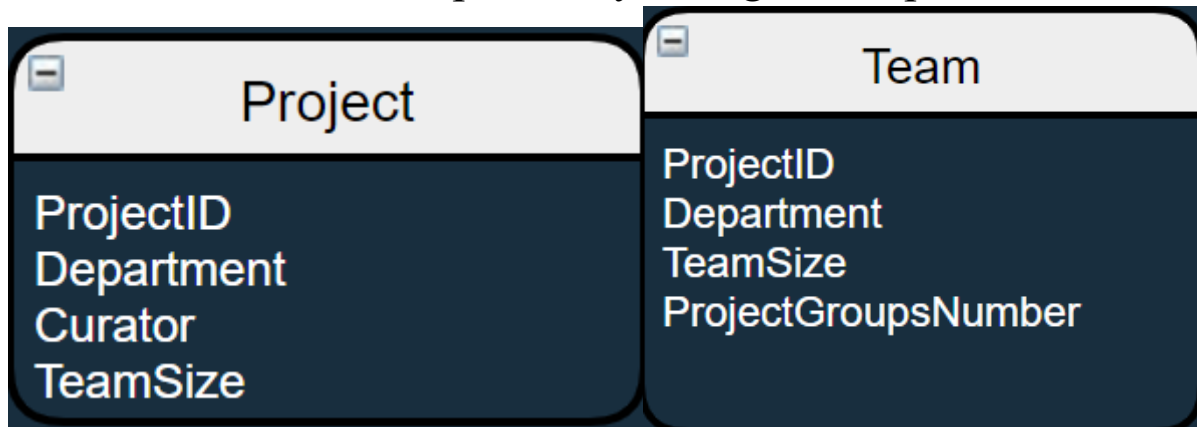 Project
ProjectID
Department
Curator
TeamSize
Team
ProjectID
Department
TeamSize
ProjectGroupsNumber